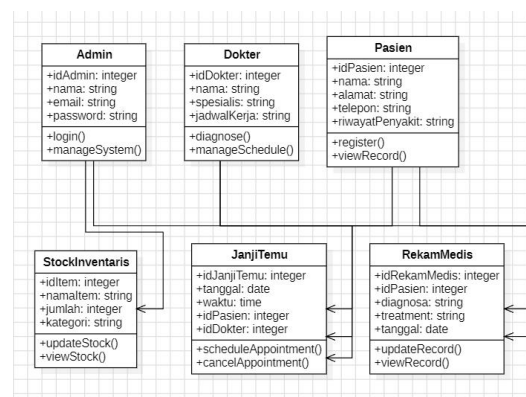 Admin
+idAdmin: integer
+nama: string
+email: string
+password: string
+login()
+manageSystem()
Dokter
+idDokter: integer
+nama: string
+spesialis: string
+jadwalKerja: string
+diagnose()
+manageSchedule()
Pasien
+idPasien: integer
+nama: string
+alamat: string
+telepon: string
+riwayatPenyakit: string
+register()
+viewRecord()
StockInventaris
+idItem: integer
+namaItem: string
+jumlah: integer
+kategori: string
+updateStock()
+viewStock()
JanjiTemu
+idJanjiTemu: integer
+tanggal: date
+waktu: time
+idPasien: integer
+idDokter: integer
+scheduleAppointment()
+cancelAppointment()
RekamMedis
+idRekamMedis: integer
+idPasien: integer
+diagnosa: string
+treatment: string
+tanggal: date
+updateRecord()
+viewRecord()